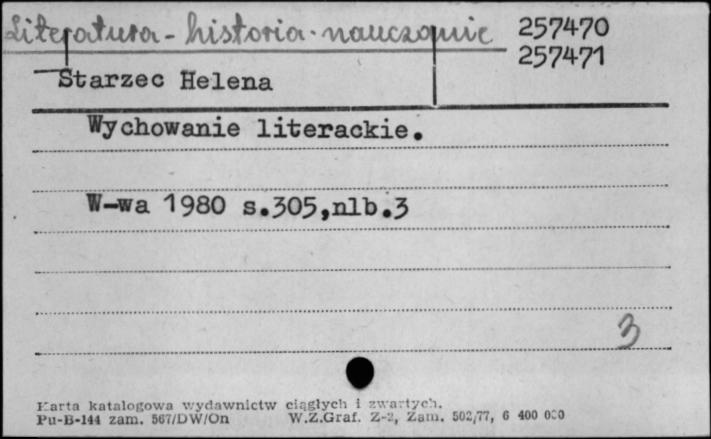 Literatura - historia - nauczanie
257470
257471
Starzec Helena
Wychowanie literackie.
W-wa 1980 s.305,nlb.3
3
Karta katalogowa wydawnictw ciągłych i zwartych.
Pu-B-144 zam. 567/DW/On W.Z.Graf. Z-2, Zam. 502/77, 6 400 000